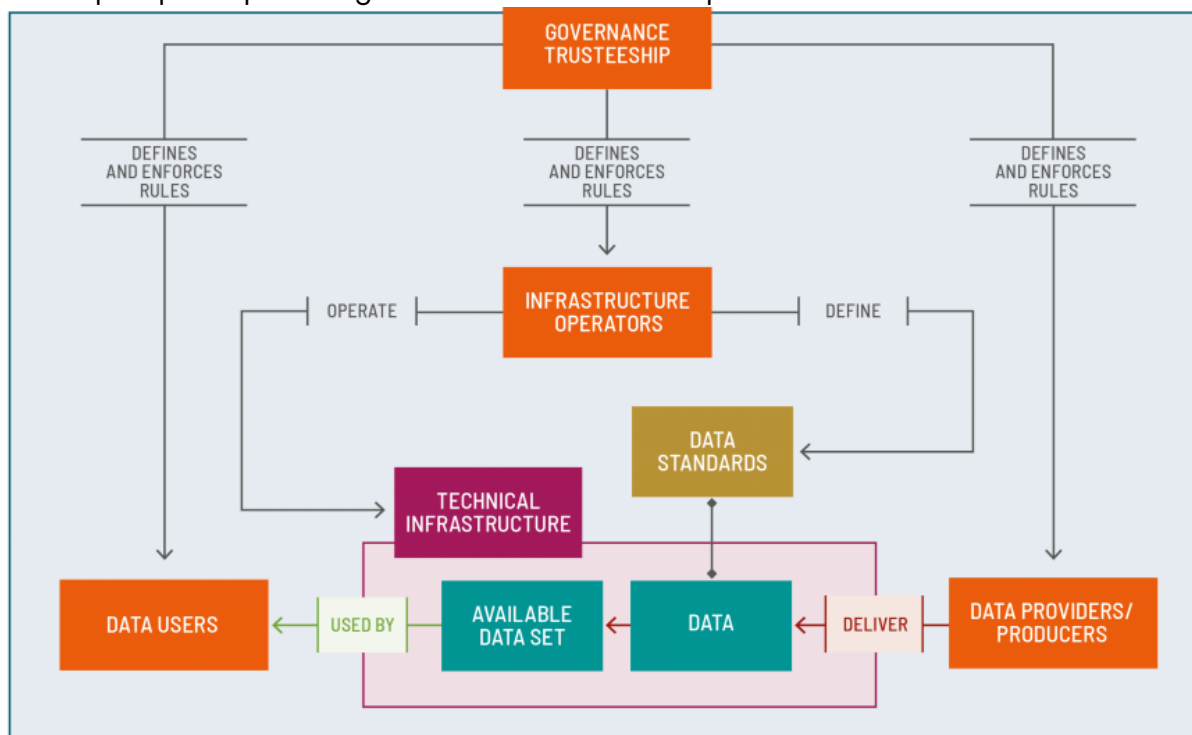 GOVERNANCE
TRUSTEESHIP
DEFINES
AND ENFORCES
RULES
DEFINES
AND ENFORCES
RULES
DEFINES
AND ENFORCES
RULES
OPERATE
INFRASTRUCTURE
OPERATORS
DEFINE
DATA
STANDARDS
TECHNICAL
INFRASTRUCTURE
DATA USERS
USED BY
AVAILABLE
DATA SET
DATA
DELIVER
DATA PROVIDERS/
PRODUCERS